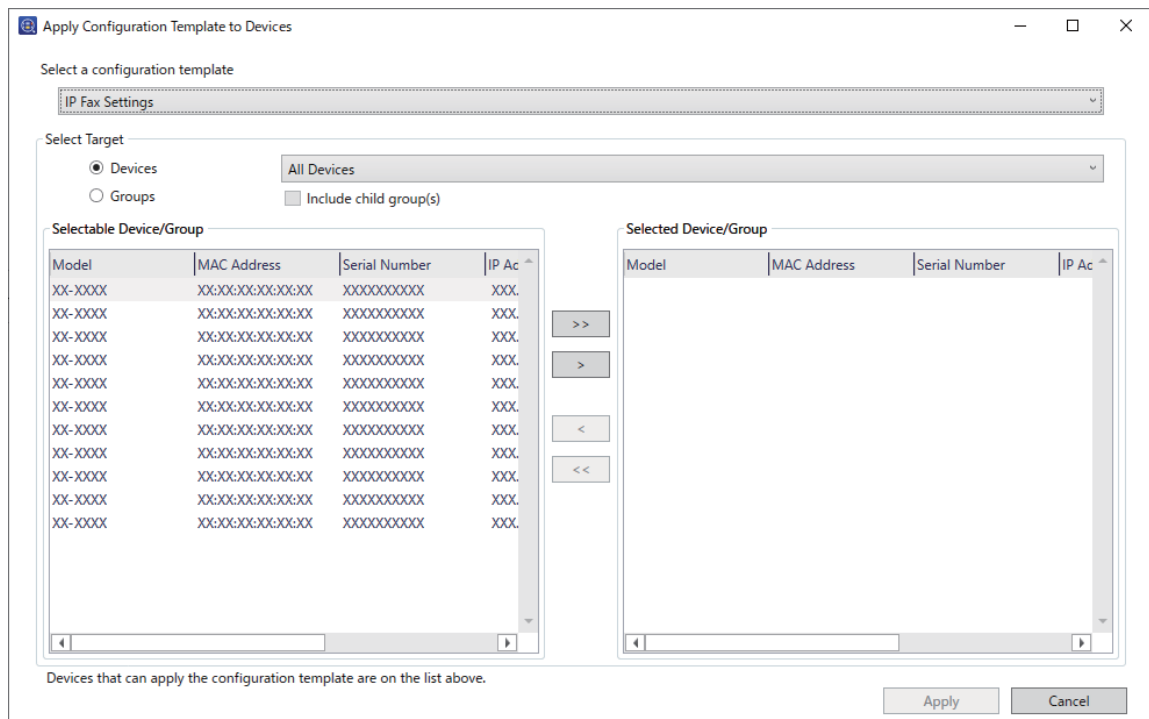 Apply Configuration Template to Devices
Select a configuration template
IP Fax Settings
Select Target
Devices
All Devices
Groups
Include child group(s)
Selectable Device/Group
Model MAC Address Serial Number IP Ac
XX-XXXX XX:XX:XX:XX:XX:XX XXXXXXXXXX XXX.
XX-XXXX XX:XX:XX:XX:XX:XX XXXXXXXXXX XXX.
XX-XXXX XX:XX:XX:XX:XX:XX XXXXXXXXXX XXX.
XX-XXXX XX:XX:XX:XX:XX:XX XXXXXXXXXX XXX.
XX-XXXX XX:XX:XX:XX:XX:XX XXXXXXXXXX XXX.
XX-XXXX XX:XX:XX:XX:XX:XX XXXXXXXXXX XXX.
XX-XXXX XX:XX:XX:XX:XX:XX XXXXXXXXXX XXX.
XX-XXXX XX:XX:XX:XX:XX:XX XXXXXXXXXX XXX.
XX-XXXX XX:XX:XX:XX:XX:XX XXXXXXXXXX XXX.
XX-XXXX XX:XX:XX:XX:XX:XX XXXXXXXXXX XXX.
XX-XXXX XX:XX:XX:XX:XX:XX XXXXXXXXXX XXX.
>>
>
<
<<
Selected Device/Group
Model MAC Address Serial Number IP Ac
Devices that can apply the configuration template are on the list above.
Apply Cancel